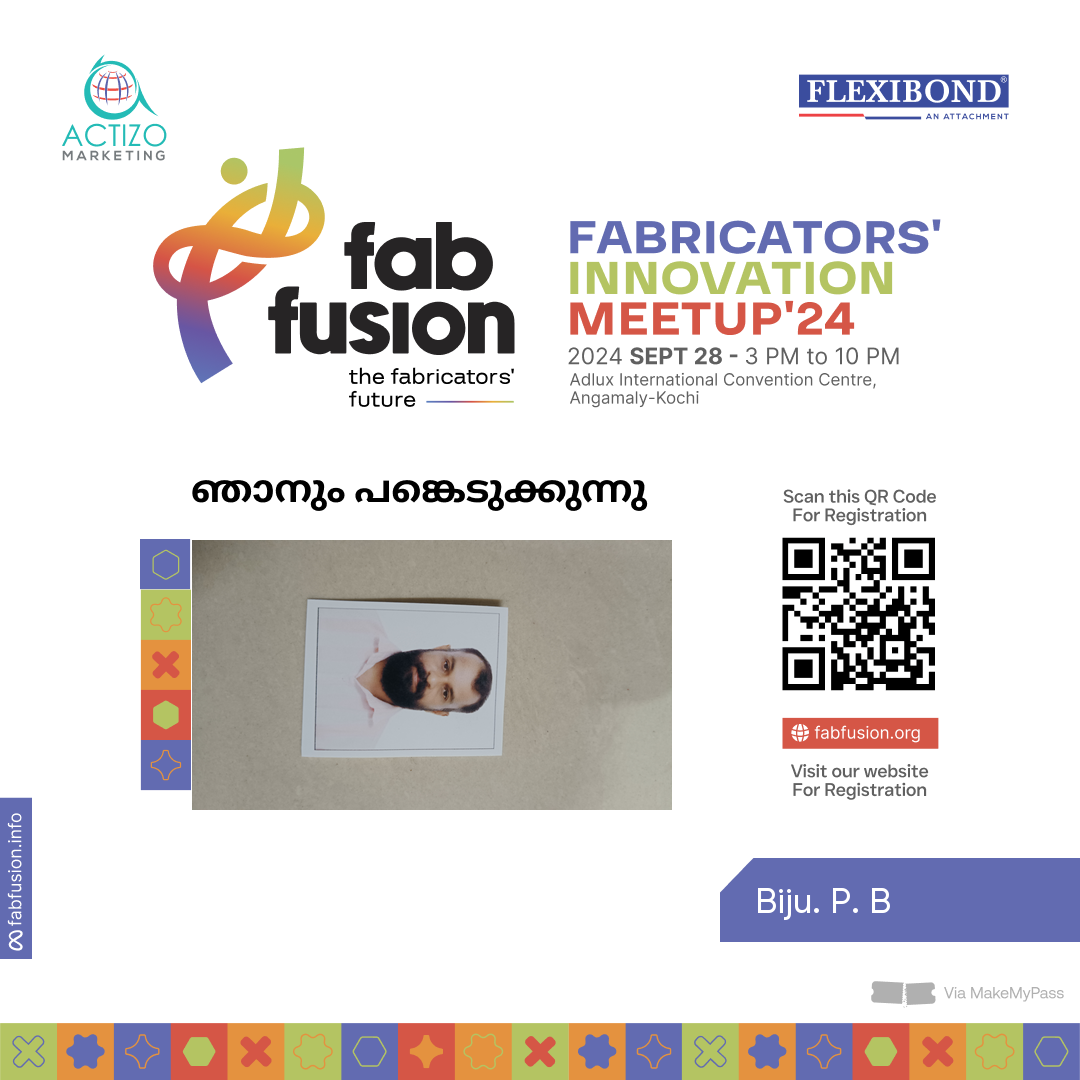 ACTIZO
MARKETING
FLEXIBOND®
AN ATTACHMENT
fab
fusion
the fabricators'
future
FABRICATORS'
INNOVATION
MEETUP'24
2024 SEPT 28 - 3 PM to 10 PM
Adlux International Convention Centre,
Angamaly-Kochi
ഞാനും പങ്കെടുക്കുന്നു
Scan this QR Code
For Registration
fabfusion.org
Visit our website
For Registration
fabfusion.info
Biju. P. B
Via MakeMyPass